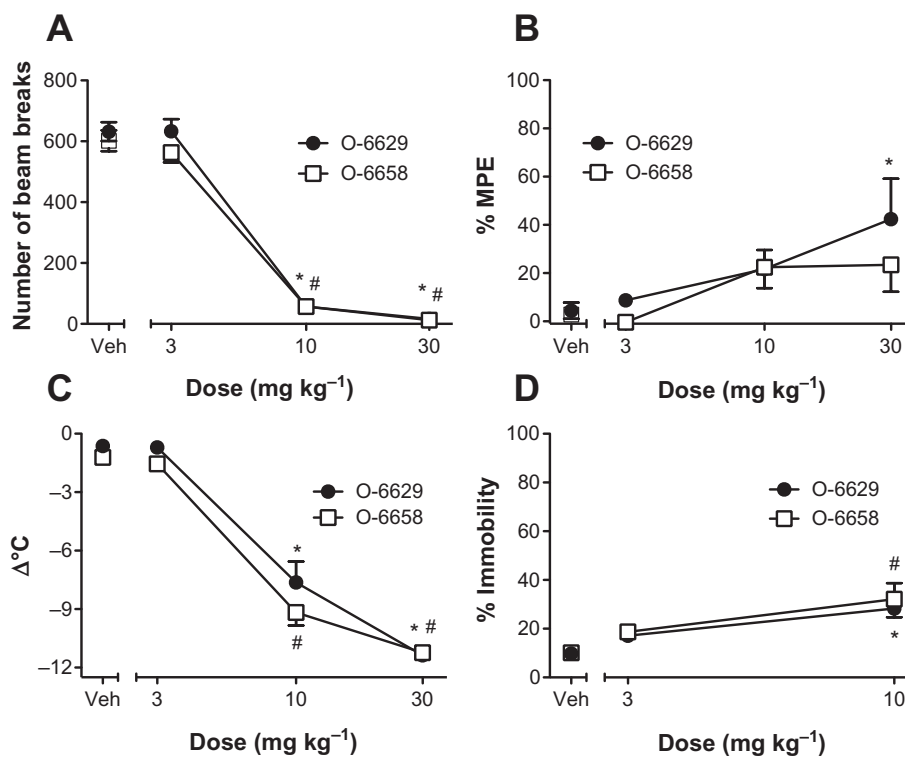 A
Number of beam breaks
800
600
400
200
0
Veh
3
10
30
Dose (mg kg⁻¹)
O-6629
O-6658
* #
* #
B
% MPE
100
80
60
40
20
0
Veh
3
10
30
Dose (mg kg⁻¹)
O-6629
O-6658
*
C
Δ°C
0
–3
–6
–9
–12
Veh
3
10
30
Dose (mg kg⁻¹)
O-6629
O-6658
*
#
* #
D
% Immobility
100
80
60
40
20
0
Veh
3
10
Dose (mg kg⁻¹)
O-6629
O-6658
#
*